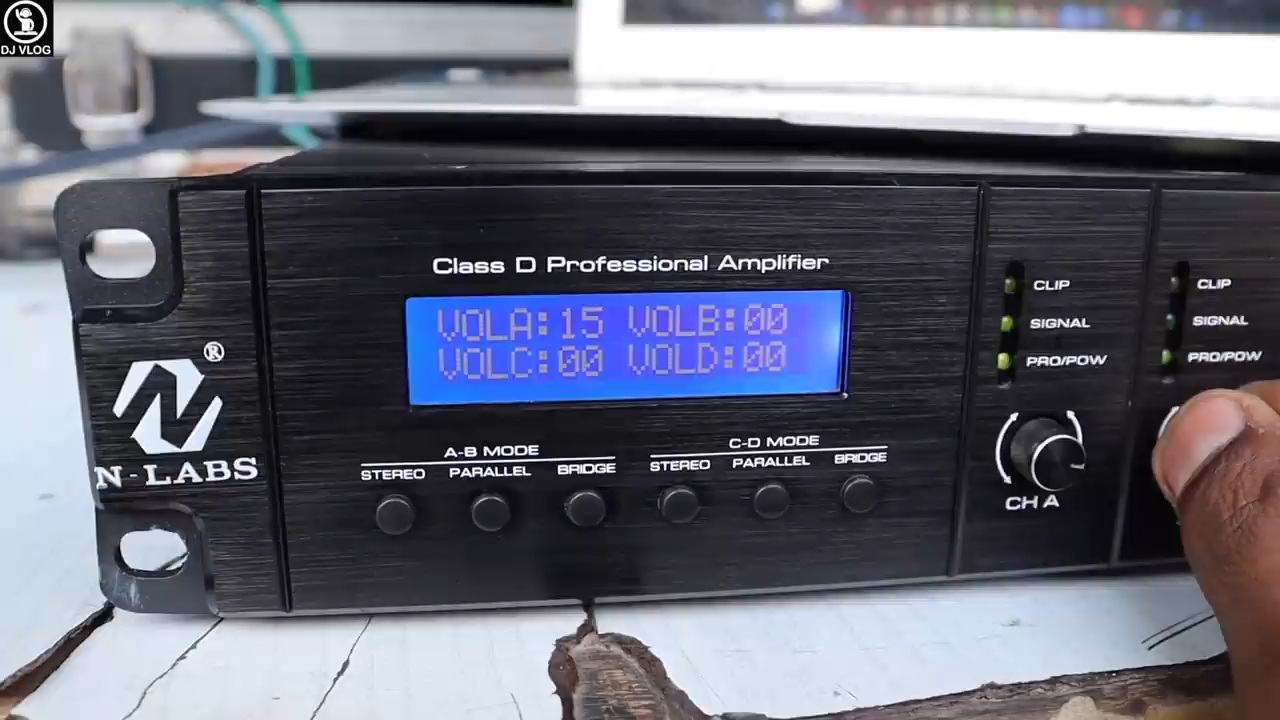 DJ VLOG
Class D Professional Amplifier
VOLA:15 VOLB:00
VOLC:00 VOLD:00
N-LABS
®
A-B MODE
STEREO PARALLEL BRIDGE
C-D MODE
STEREO PARALLEL BRIDGE
CLIP
SIGNAL
PRO/POW
CH A
CLIP
SIGNAL
PRO/POW